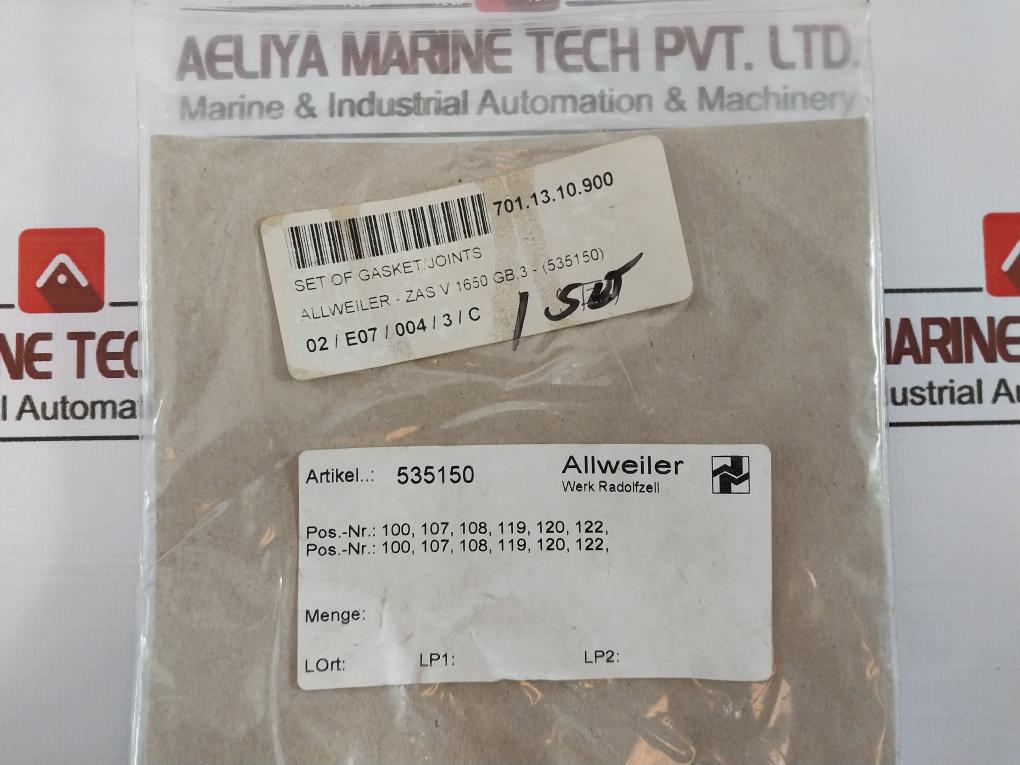 AELIYA MARINE TECH PVT. LTD.
Marine & Industrial Automation & Machinery
701.13.10.900
SET OF GASKET/JOINTS
ALLWEILER - ZAS V 1650 GB,3 - (535150)
02 / E07 / 004 / 3 / C
1 Set
NE TEC
l Automat
ARINE
ustrial Au
Artikel..: 535150
Allweiler
Werk Radolfzell
Pos.-Nr.: 100, 107, 108, 119, 120, 122,
Pos.-Nr.: 100, 107, 108, 119, 120, 122,
Menge:
LOrt: LP1: LP2: